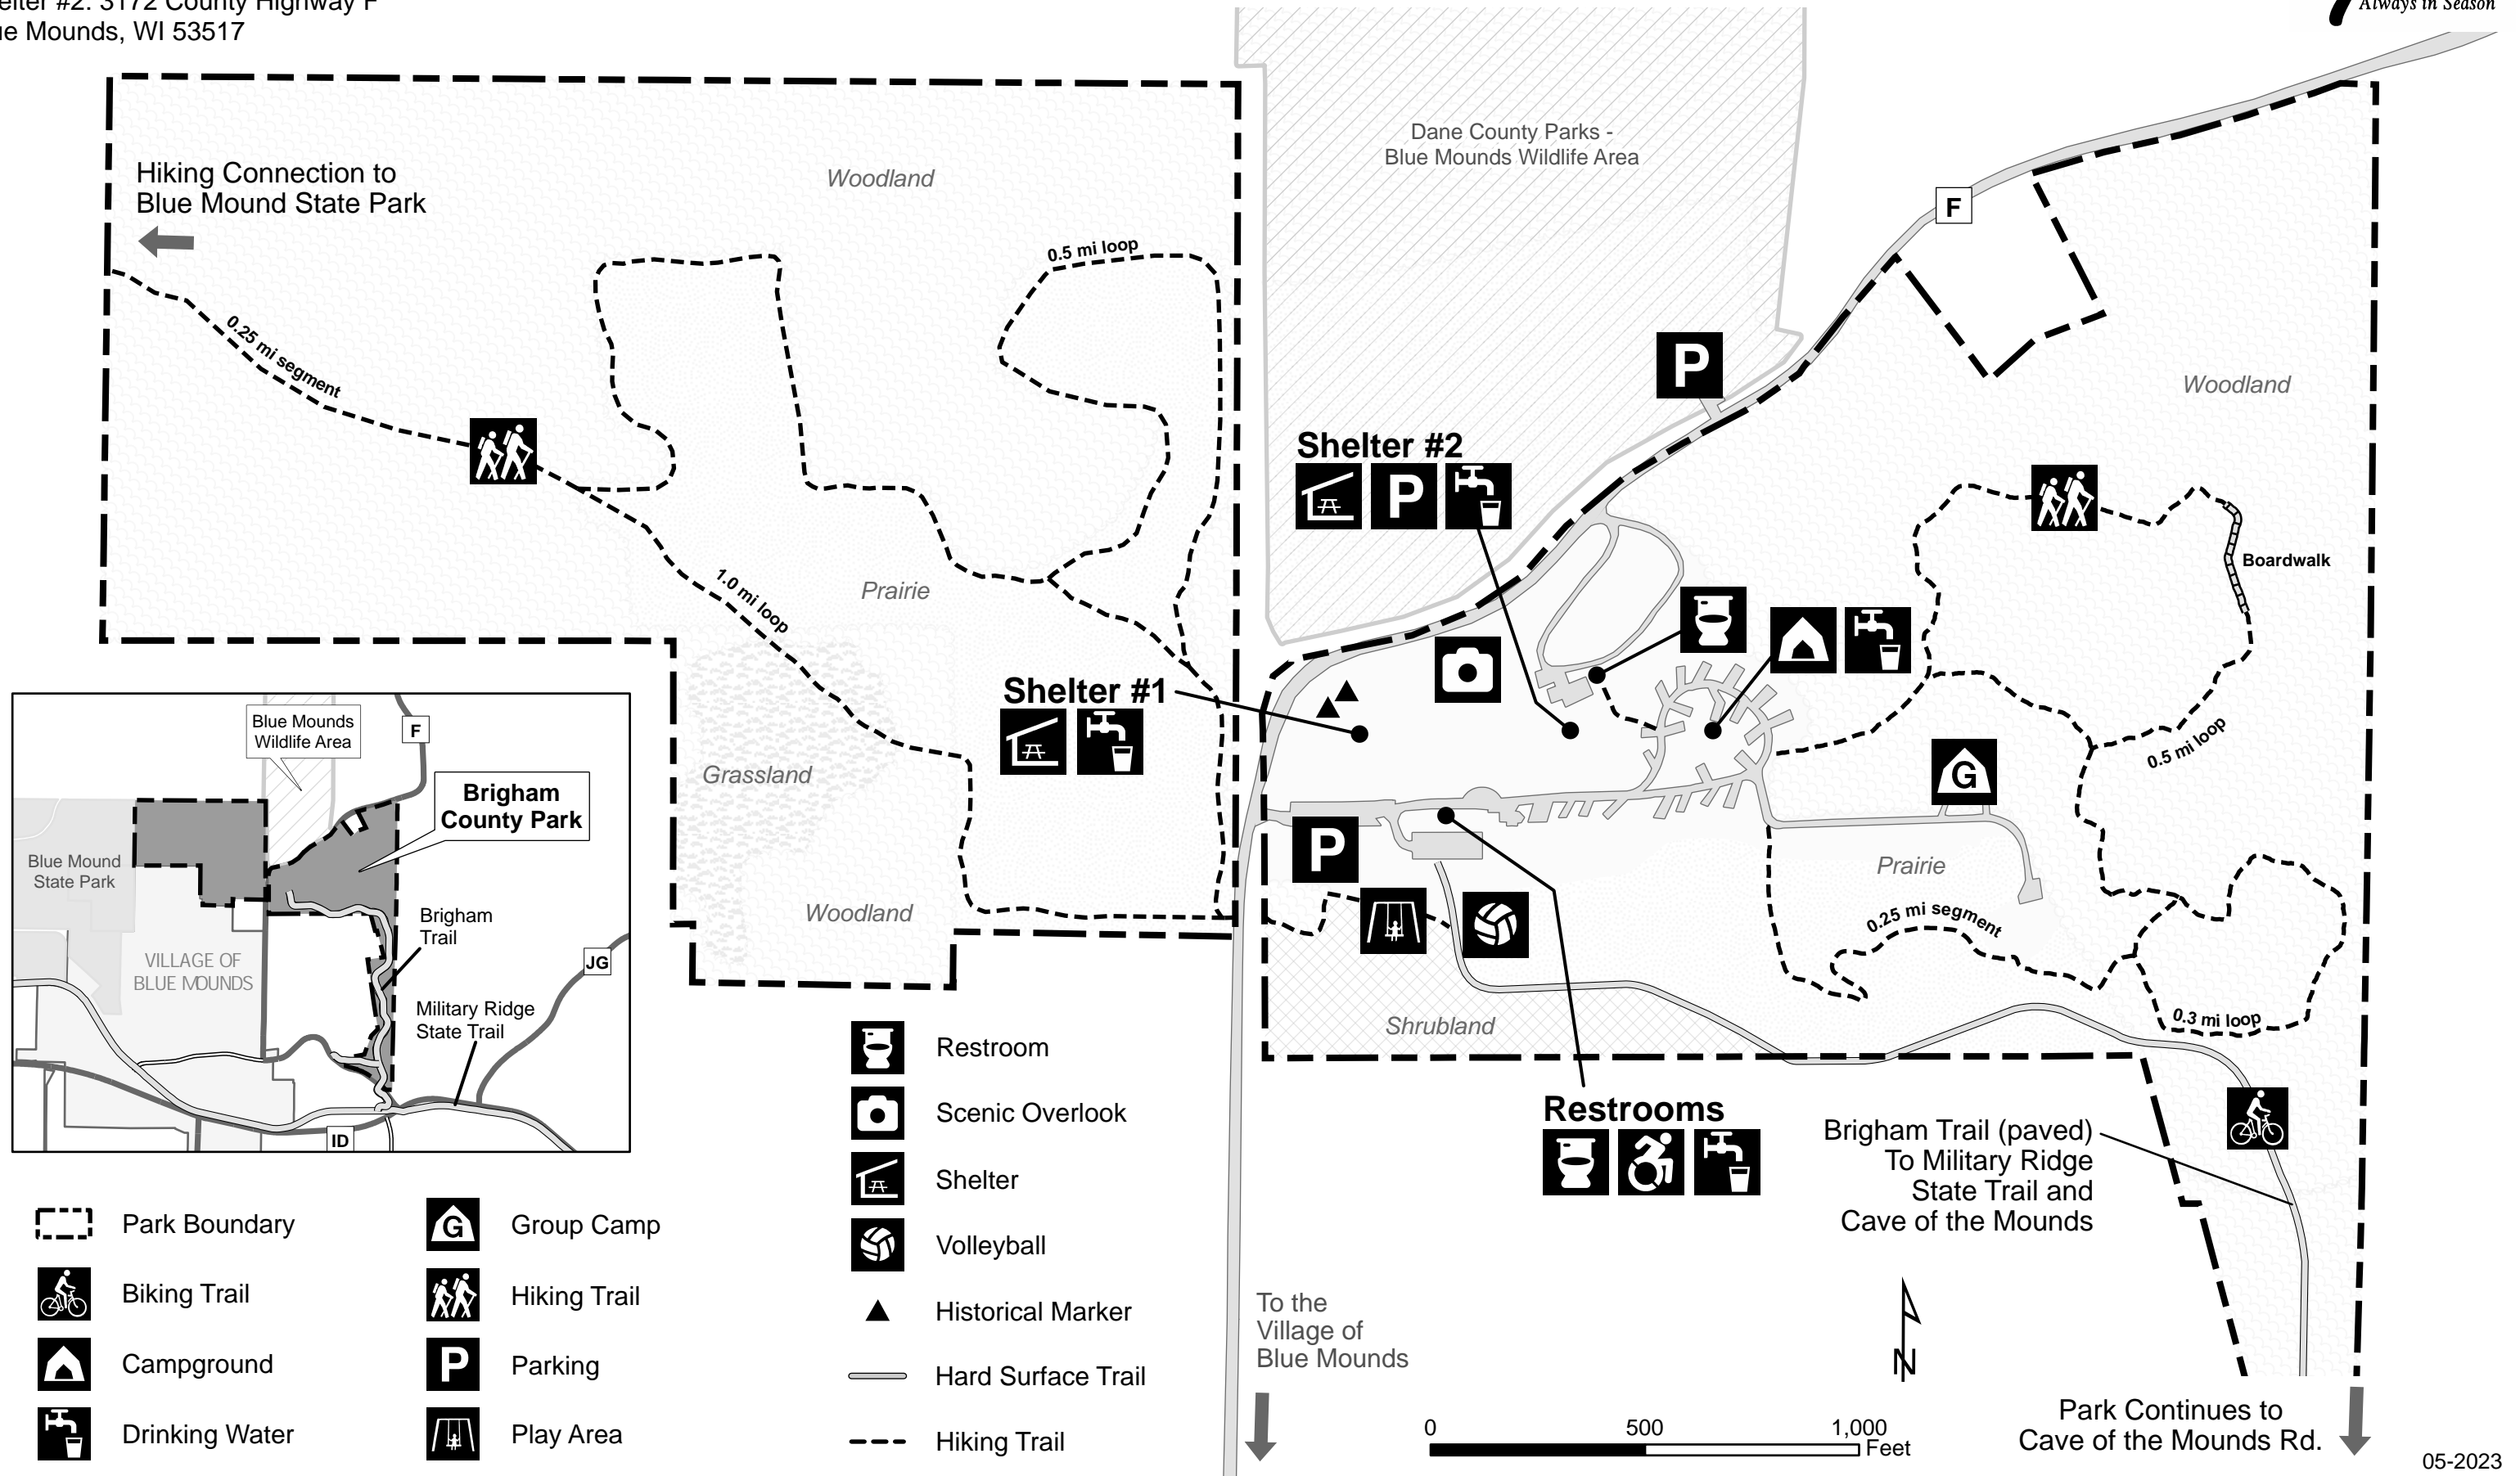 elter #2: 3172 County Highway F
ue Mounds, WI 53517
Always in Season
Hiking Connection to
Blue Mound State Park
Woodland
0.5 mi loop
Dane County Parks -
Blue Mounds Wildlife Area
F
0.25 mi segment
P
Woodland
Shelter #2
P
Boardwalk
1.0 mi loop
Prairie
Shelter #1
Grassland
0.5 mi loop
G
P
Prairie
0.25 mi segment
Woodland
Shrubland
0.3 mi loop
Blue Mounds
Wildlife Area
F
Brigham
County Park
Blue Mound
State Park
Brigham
Trail
VILLAGE OF
BLUE MOUNDS
JG
Military Ridge
State Trail
ID
Restrooms
Brigham Trail (paved)
To Military Ridge
State Trail and
Cave of the Mounds
Park Boundary
Biking Trail
Campground
Drinking Water
G
Group Camp
Hiking Trail
P
Parking
Play Area
Restroom
Scenic Overlook
Shelter
Volleyball
Historical Marker
Hard Surface Trail
Hiking Trail
To the
Village of
Blue Mounds
N
0 500 1,000
Feet
Park Continues to
Cave of the Mounds Rd.
05-2023